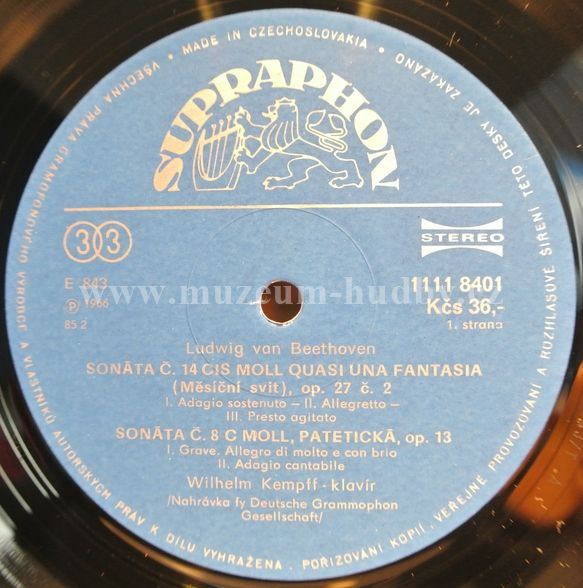 VŠECHNA PRÁVA GRAMOFONOVÉHO VÝROBCE A VLASTNÍKŮ AUTORSKÝCH PRÁV K DÍLU VYHRAŽENA . POŘIZOVÁNÍ KOPIÍ, VEŘEJNÉ PROVOZOVÁNÍ A ROZHLASOVÉ ŠÍŘENÍ TÉTO DESKY JE ZAKÁZÁNO
• MADE IN CZECHOSLOVAKIA •
SUPRAPHON
33
STEREO
E 843
1111 8401
℗ 1966
Kčs 36,-
85 2
1. strana
www.muzeum-hudby.cz
Ludwig van Beethoven
SONÁTA Č. 14 CIS MOLL QUASI UNA FANTASIA
(Měsíční svit), op. 27 č. 2
I. Adagio sostenuto – II. Allegretto –
III. Presto agitato
SONÁTA Č. 8 C MOLL, PATETICKÁ, op. 13
I. Grave. Allegro di molto e con brio
II. Adagio cantabile
Wilhelm Kempff - klavír
/Nahrávka fy Deutsche Grammophon
Gesellschaft/